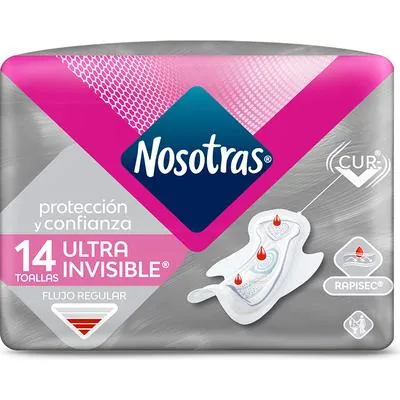 Nosotras®
CUR-V
protección
y confianza
14 ULTRA
TOALLAS INVISIBLE®
FLUJO REGULAR
RAPISEC®